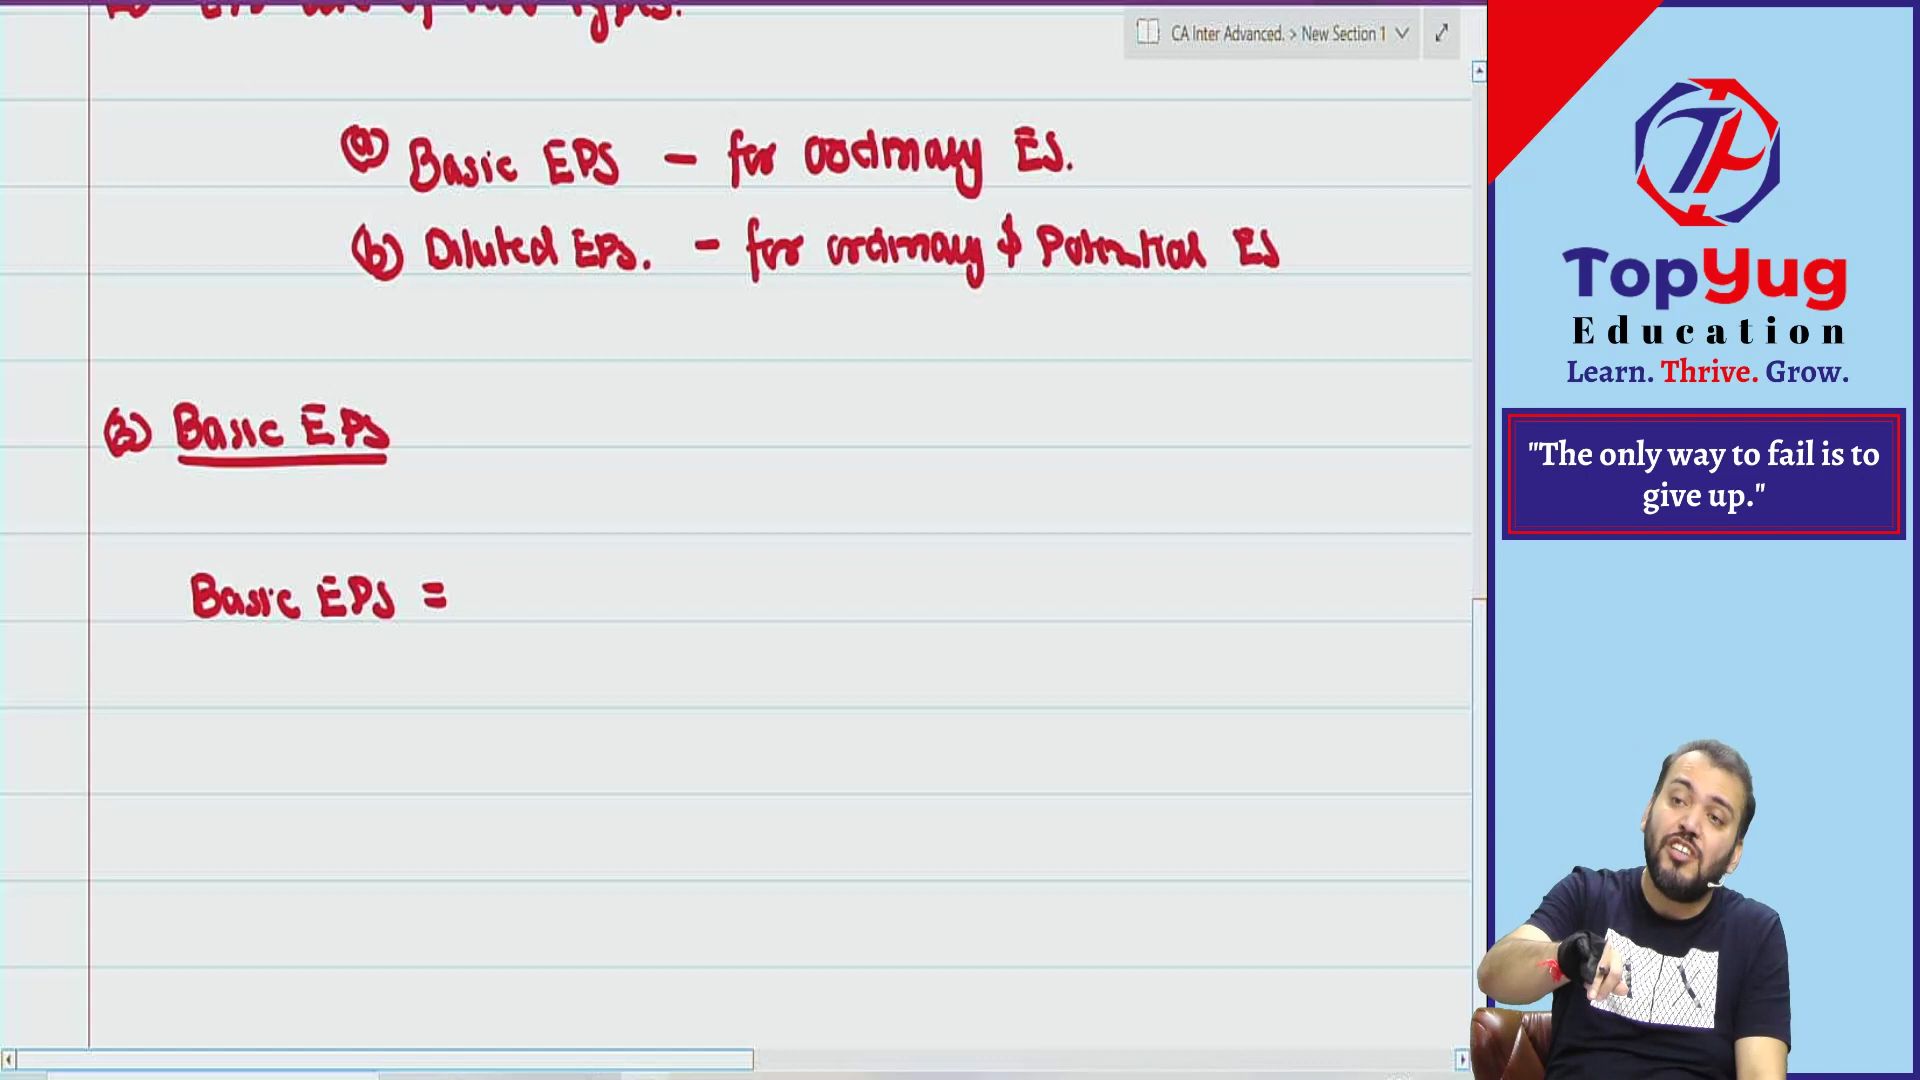 types.
CA Inter Advanced. > New Section 1
(a) Basic EPS - for ordinary ES.
(b) Diluted EPS. - for ordinary & Potential ES
(3) Basic EPS
Basic EPS =
TopYug
Education
Learn. Thrive. Grow.
"The only way to fail is to
give up."